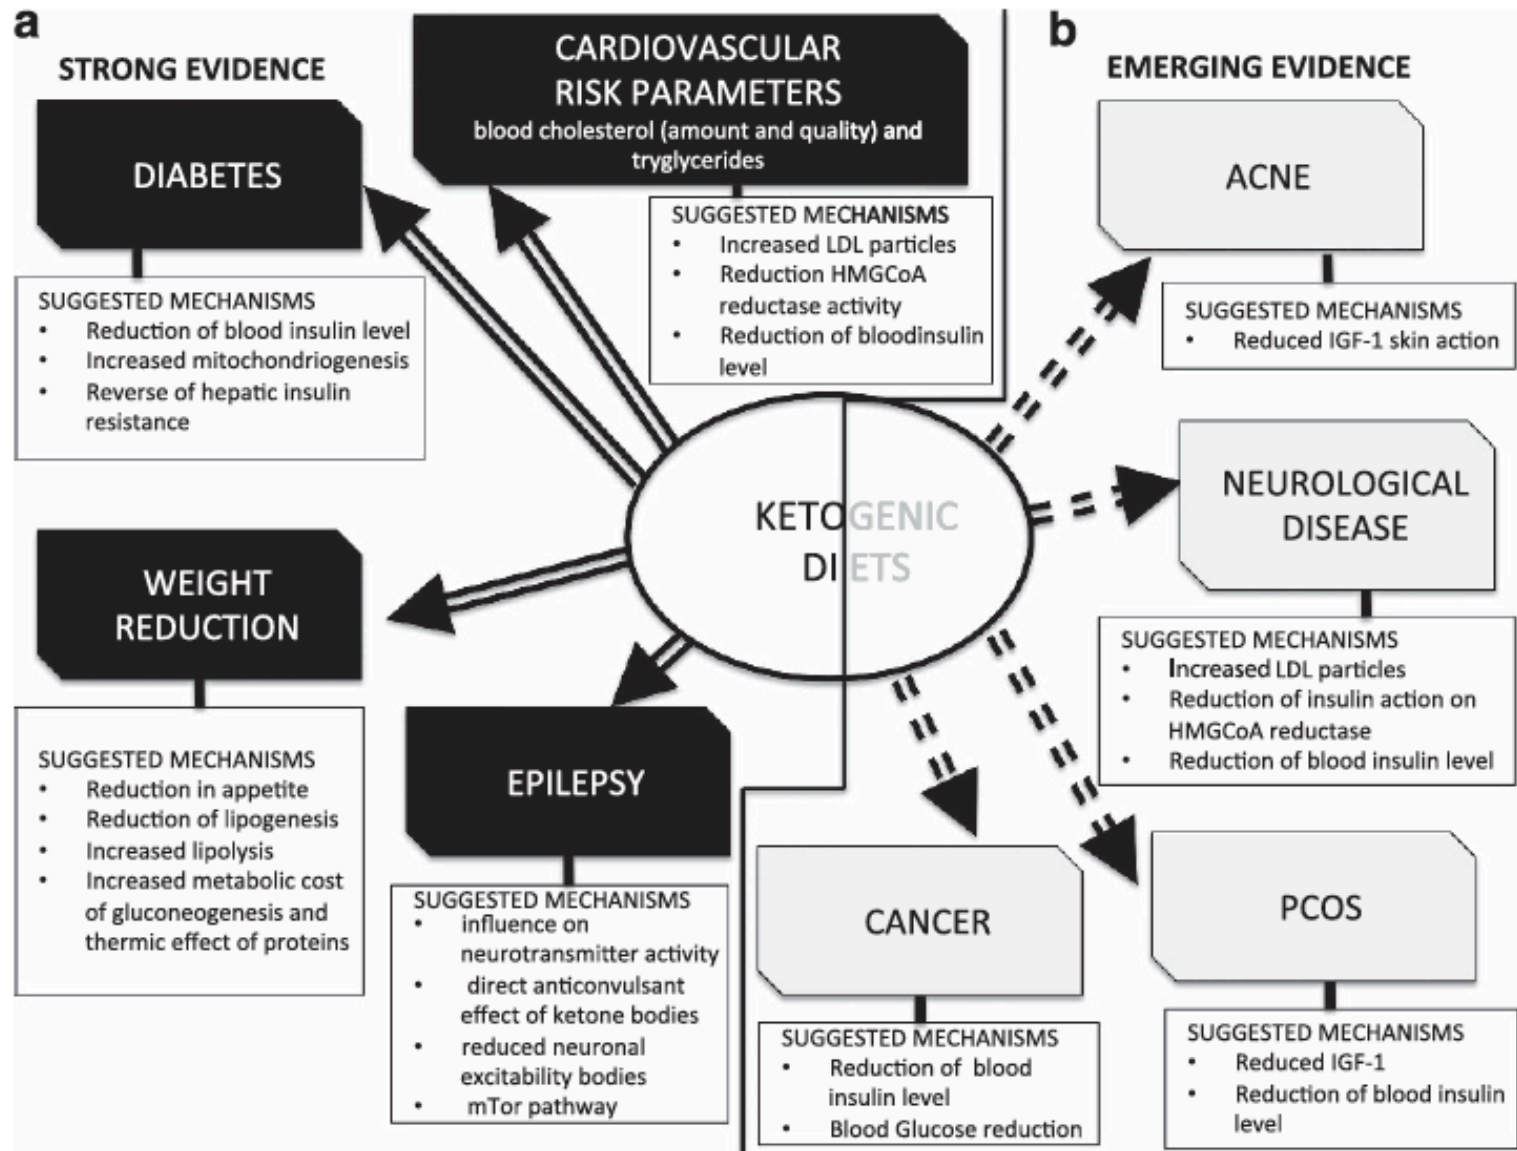 a
STRONG EVIDENCE
DIABETES
SUGGESTED MECHANISMS
• Reduction of blood insulin level
• Increased mitochondriogenesis
• Reverse of hepatic insulin
resistance
CARDIOVASCULAR
RISK PARAMETERS
blood cholesterol (amount and quality) and
tryglycerides
SUGGESTED MECHANISMS
• Increased LDL particles
• Reduction HMGCoA
reductase activity
• Reduction of bloodinsulin
level
WEIGHT
REDUCTION
SUGGESTED MECHANISMS
• Reduction in appetite
• Reduction of lipogenesis
• Increased lipolysis
• Increased metabolic cost
of gluconeogenesis and
thermic effect of proteins
EPILEPSY
SUGGESTED MECHANISMS
• influence on
neurotransmitter activity
• direct anticonvulsant
effect of ketone bodies
• reduced neuronal
excitability bodies
• mTor pathway
KETOGENIC
DIETS
b
EMERGING EVIDENCE
ACNE
SUGGESTED MECHANISMS
• Reduced IGF-1 skin action
NEUROLOGICAL
DISEASE
SUGGESTED MECHANISMS
• Increased LDL particles
• Reduction of insulin action on
HMGCoA reductase
• Reduction of blood insulin level
CANCER
SUGGESTED MECHANISMS
• Reduction of blood
insulin level
• Blood Glucose reduction
PCOS
SUGGESTED MECHANISMS
• Reduced IGF-1
• Reduction of blood insulin
level